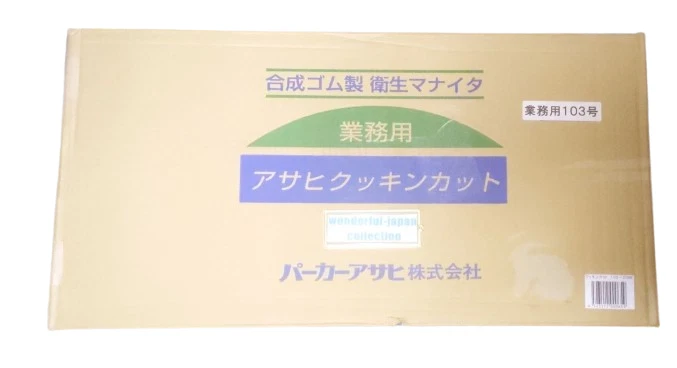 合成ゴム製 衛生マナイタ
業務用103号
業務用
アサヒクッキンカット
wonderful-japan
collection
パーカーアサヒ株式会社